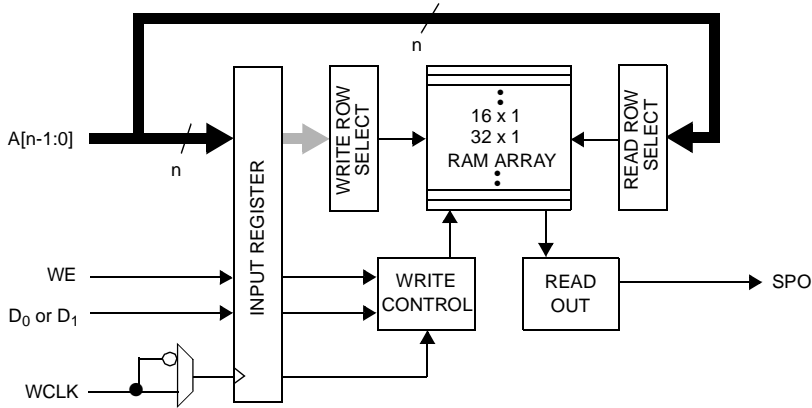 n
A[n-1:0]
n
INPUT REGISTER
WRITE ROW
SELECT
16 x 1
32 x 1
RAM ARRAY
READ ROW
SELECT
WE
D0 or D1
WCLK
WRITE
CONTROL
READ
OUT
SPO